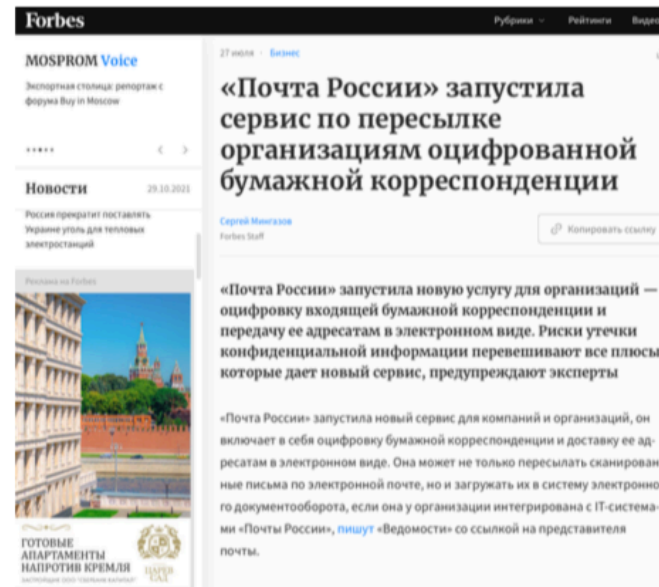 Forbes
Рубрики
Рейтинги
Видео
MOSPROM Voice
Экспортная столица: репортаж с
форума Buy in Moscow
Новости
29.10.2021
Россия прекратит поставлять
Украине уголь для тепловых
электростанций
Реклама на Forbes
ГОТОВЫЕ
АПАРТАМЕНТЫ
НАПРОТИВ КРЕМЛЯ
ЦАРЕВ
САД
27 июля · Бизнес
«Почта России» запустила
сервис по пересылке
организациям оцифрованной
бумажной корреспонденции
Сергей Мингазов
Forbes Staff
Копировать ссылку
«Почта России» запустила новую услугу для организаций —
оцифровку входящей бумажной корреспонденции и
передачу ее адресатам в электронном виде. Риски утечки
конфиденциальной информации перевешивают все плюсы
которые дает новый сервис, предупреждают эксперты
«Почта России» запустила новый сервис для компаний и организаций, он
включает в себя оцифровку бумажной корреспонденции и доставку ее ад-
ресатам в электронном виде. Она может не только пересылать сканирован
ные письма по электронной почте, но и загружать их в систему электронно
го документооборота, если она у организации интегрирована с IT-система-
ми «Почты России», пишут «Ведомости» со ссылкой на представителя
почты.